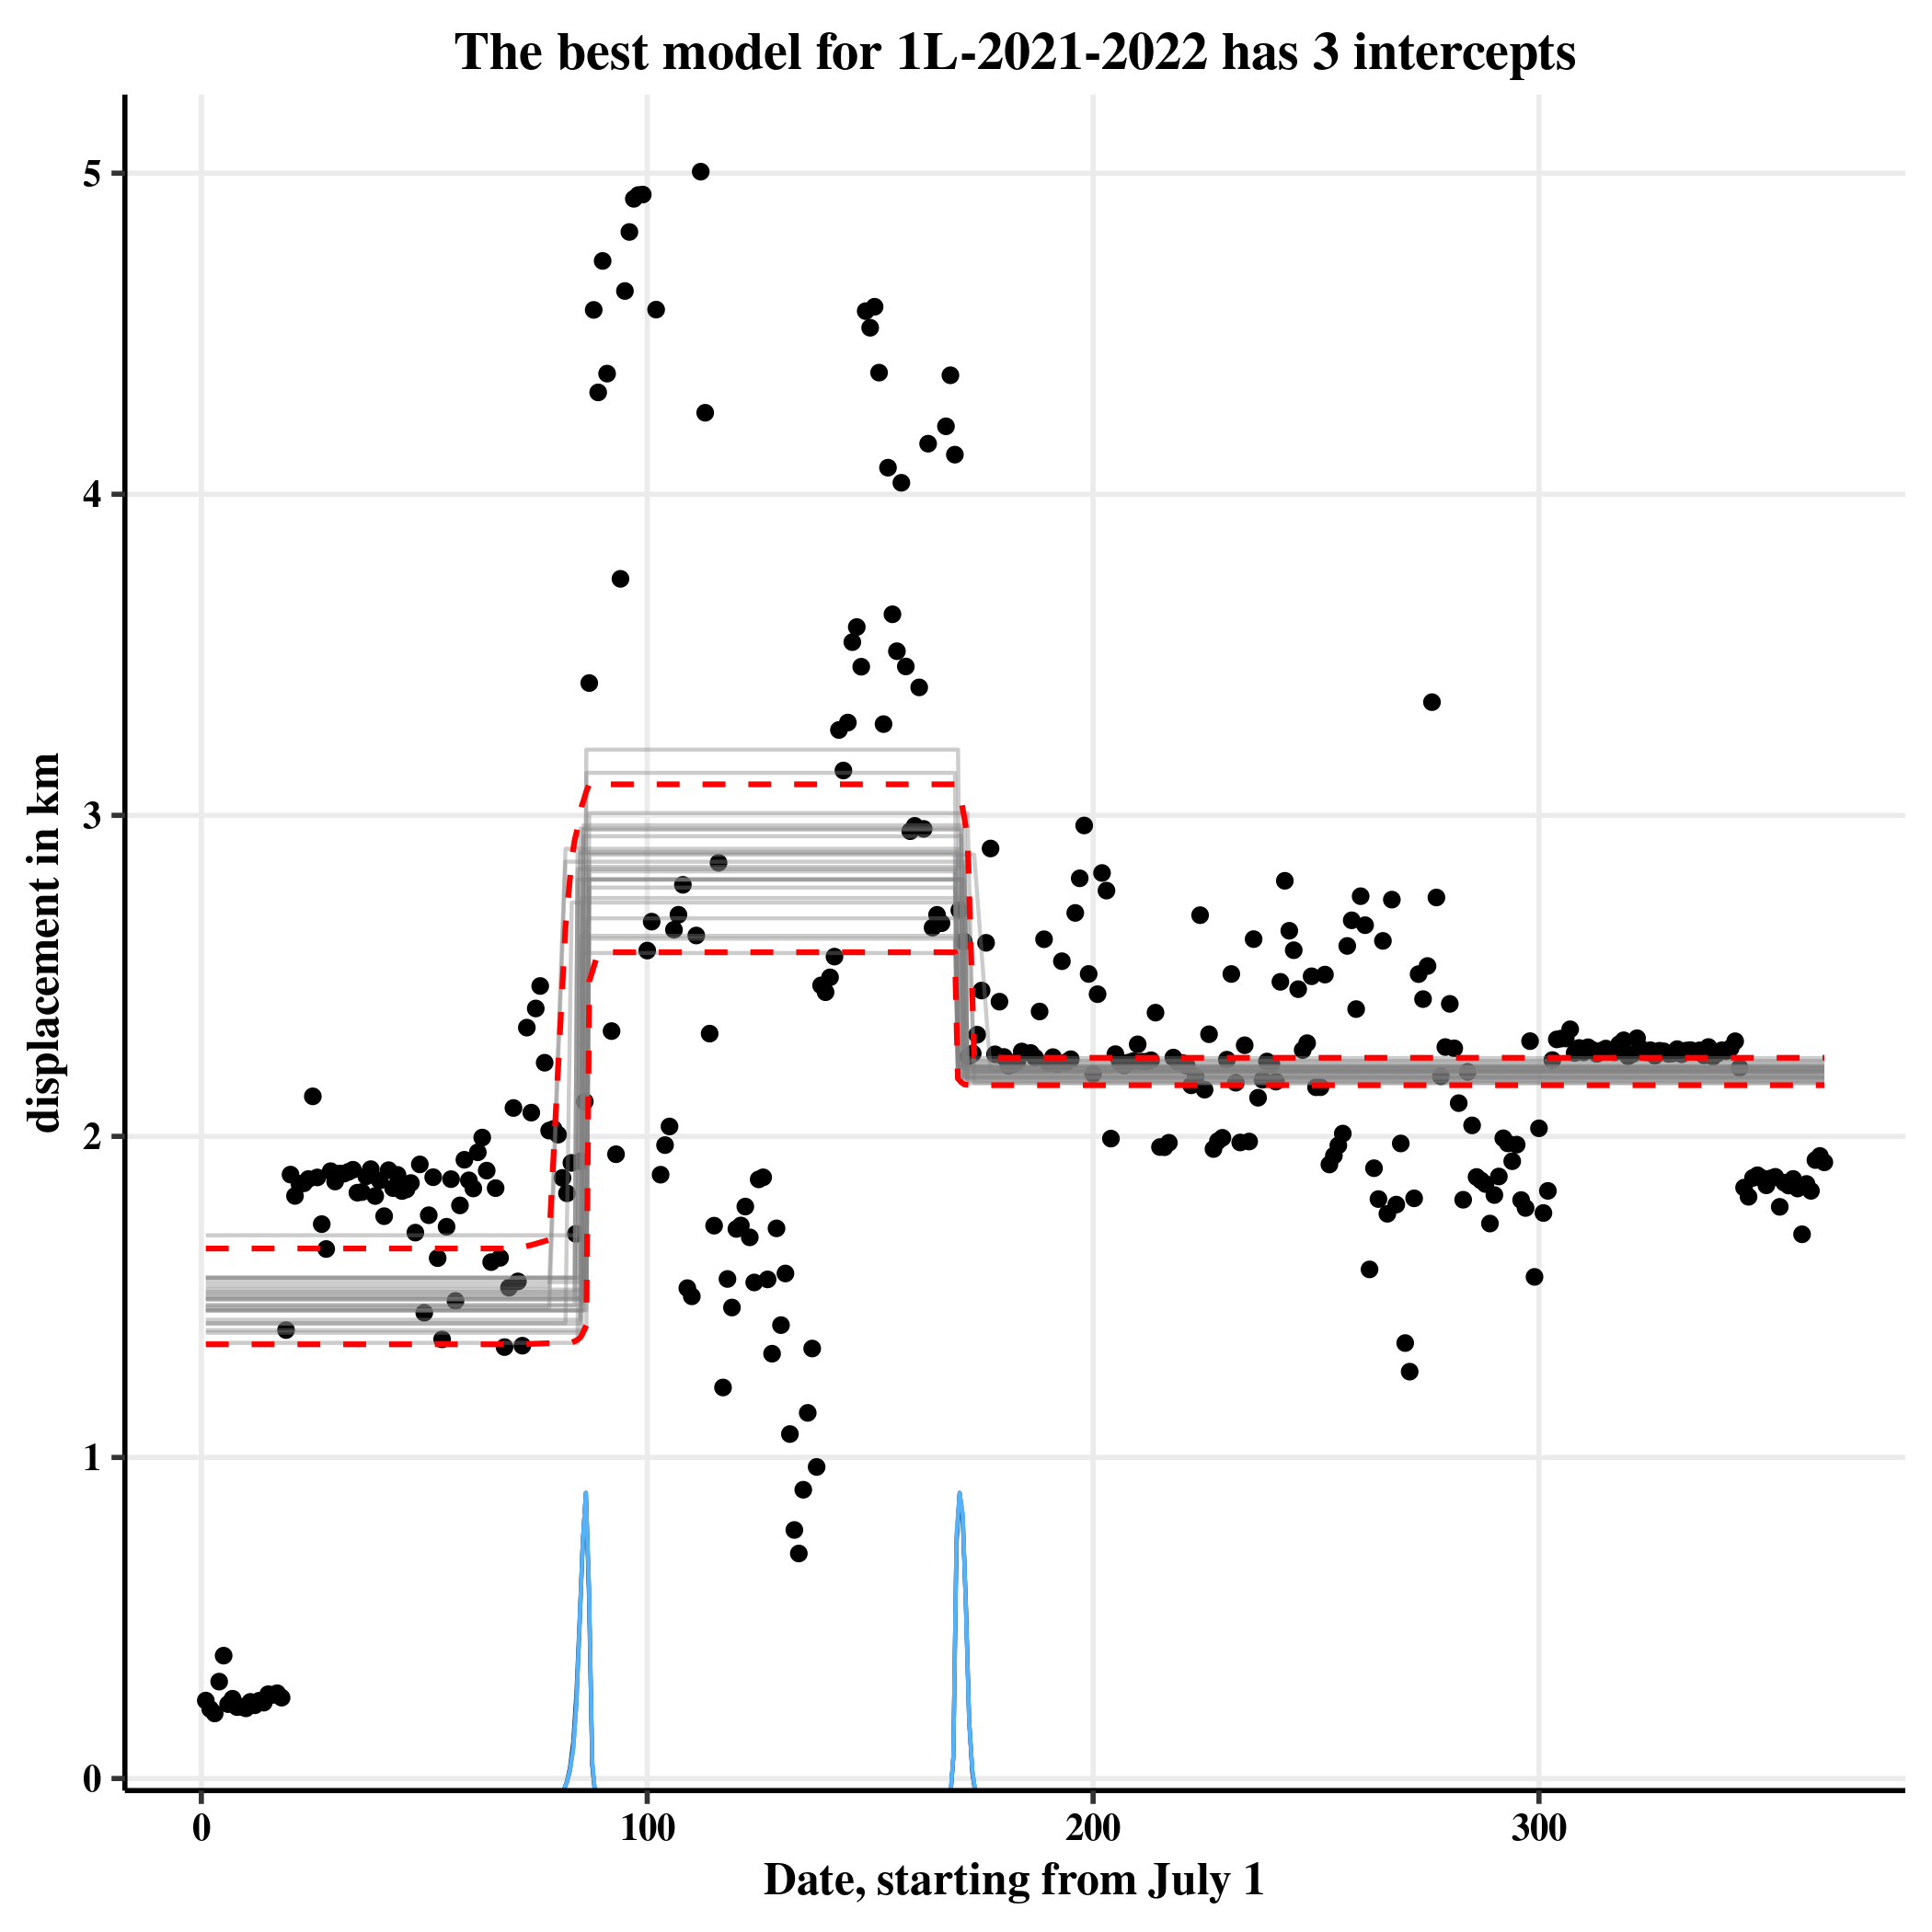 The best model for 1L-2021-2022 has 3 intercepts
displacement in km
5
4
3
2
1
0
0 100 200 300
Date, starting from July 1